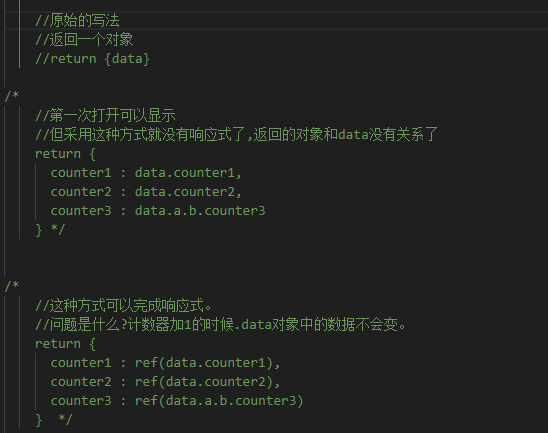 //原始的写法
//返回一个对象
//return {data}
/*
//第一次打开可以显示
//但采用这种方式就没有响应式了,返回的对象和data没有关系了
return {
counter1 : data.counter1,
counter2 : data.counter2,
counter3 : data.a.b.counter3
} */
/*
//这种方式可以完成响应式。
//问题是什么?计数器加1的时候.data对象中的数据不会变。
return {
counter1 : ref(data.counter1),
counter2 : ref(data.counter2),
counter3 : ref(data.a.b.counter3)
}  */